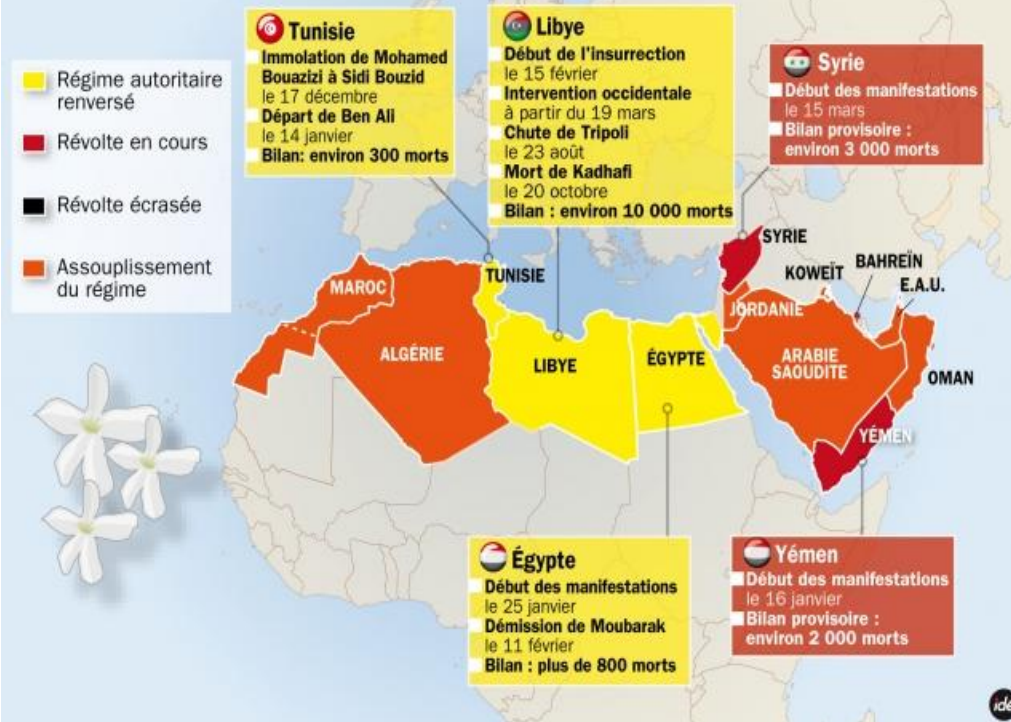 Régime autoritaire
renversé
Révolte en cours
Révolte écrasée
Assouplissement
du régime
Tunisie
Immolation de Mohamed
Bouazizi à Sidi Bouzid
le 17 décembre
Départ de Ben Ali
le 14 janvier
Bilan: environ 300 morts
Libye
Début de l'insurrection
le 15 février
Intervention occidentale
à partir du 19 mars
Chute de Tripoli
le 23 août
Mort de Kadhafi
le 20 octobre
Bilan : environ 10 000 morts
Syrie
Début des manifestations
le 15 mars
Bilan provisoire :
environ 3 000 morts
MAROC
ALGÉRIE
TUNISIE
LIBYE
ÉGYPTE
SYRIE
JORDANIE
KOWEÏT
BAHREÏN
E.A.U.
ARABIE
SAOUDITE
OMAN
YÉMEN
Égypte
Début des manifestations
le 25 janvier
Démission de Moubarak
le 11 février
Bilan : plus de 800 morts
Yémen
Début des manifestations
le 16 janvier
Bilan provisoire :
environ 2 000 morts
idé